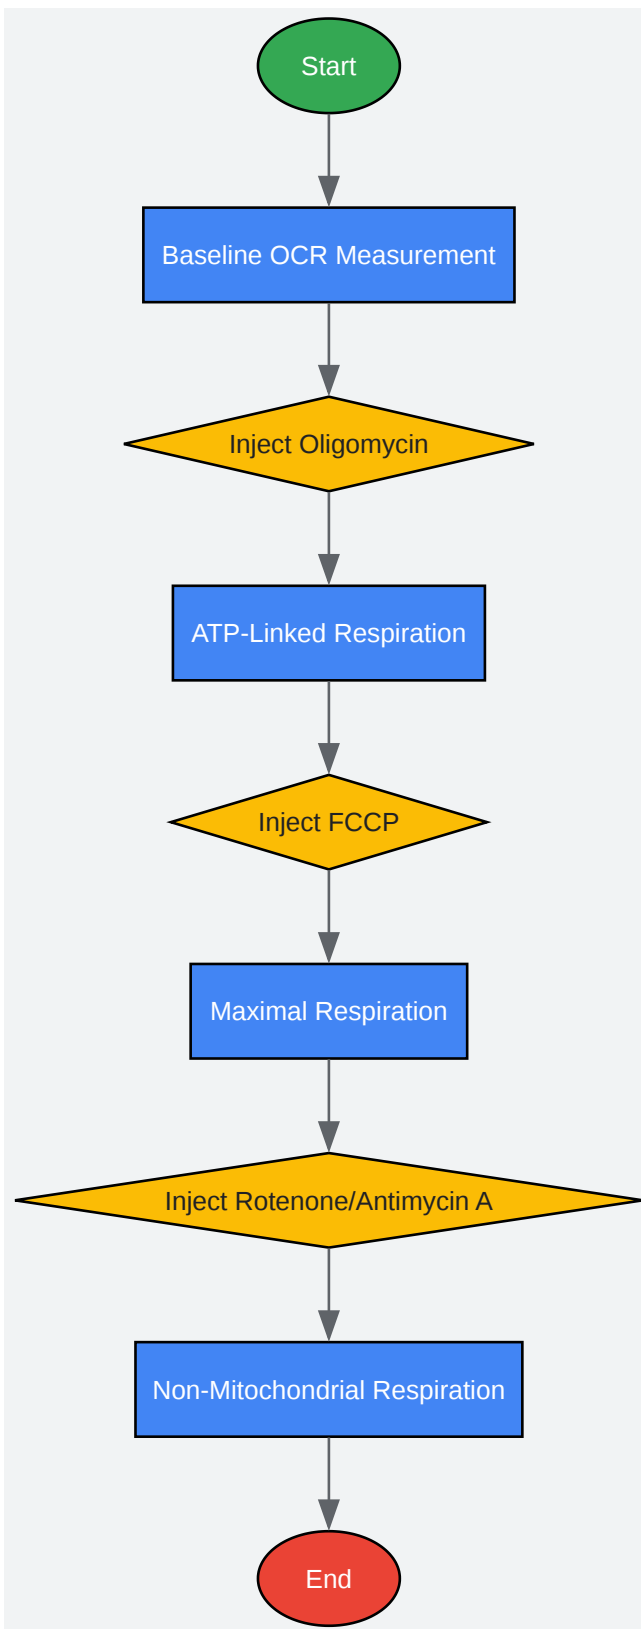 Start
Baseline OCR Measurement
Inject Oligomycin
ATP-Linked Respiration
Inject FCCP
Maximal Respiration
Inject Rotenone/Antimycin A
Non-Mitochondrial Respiration
End